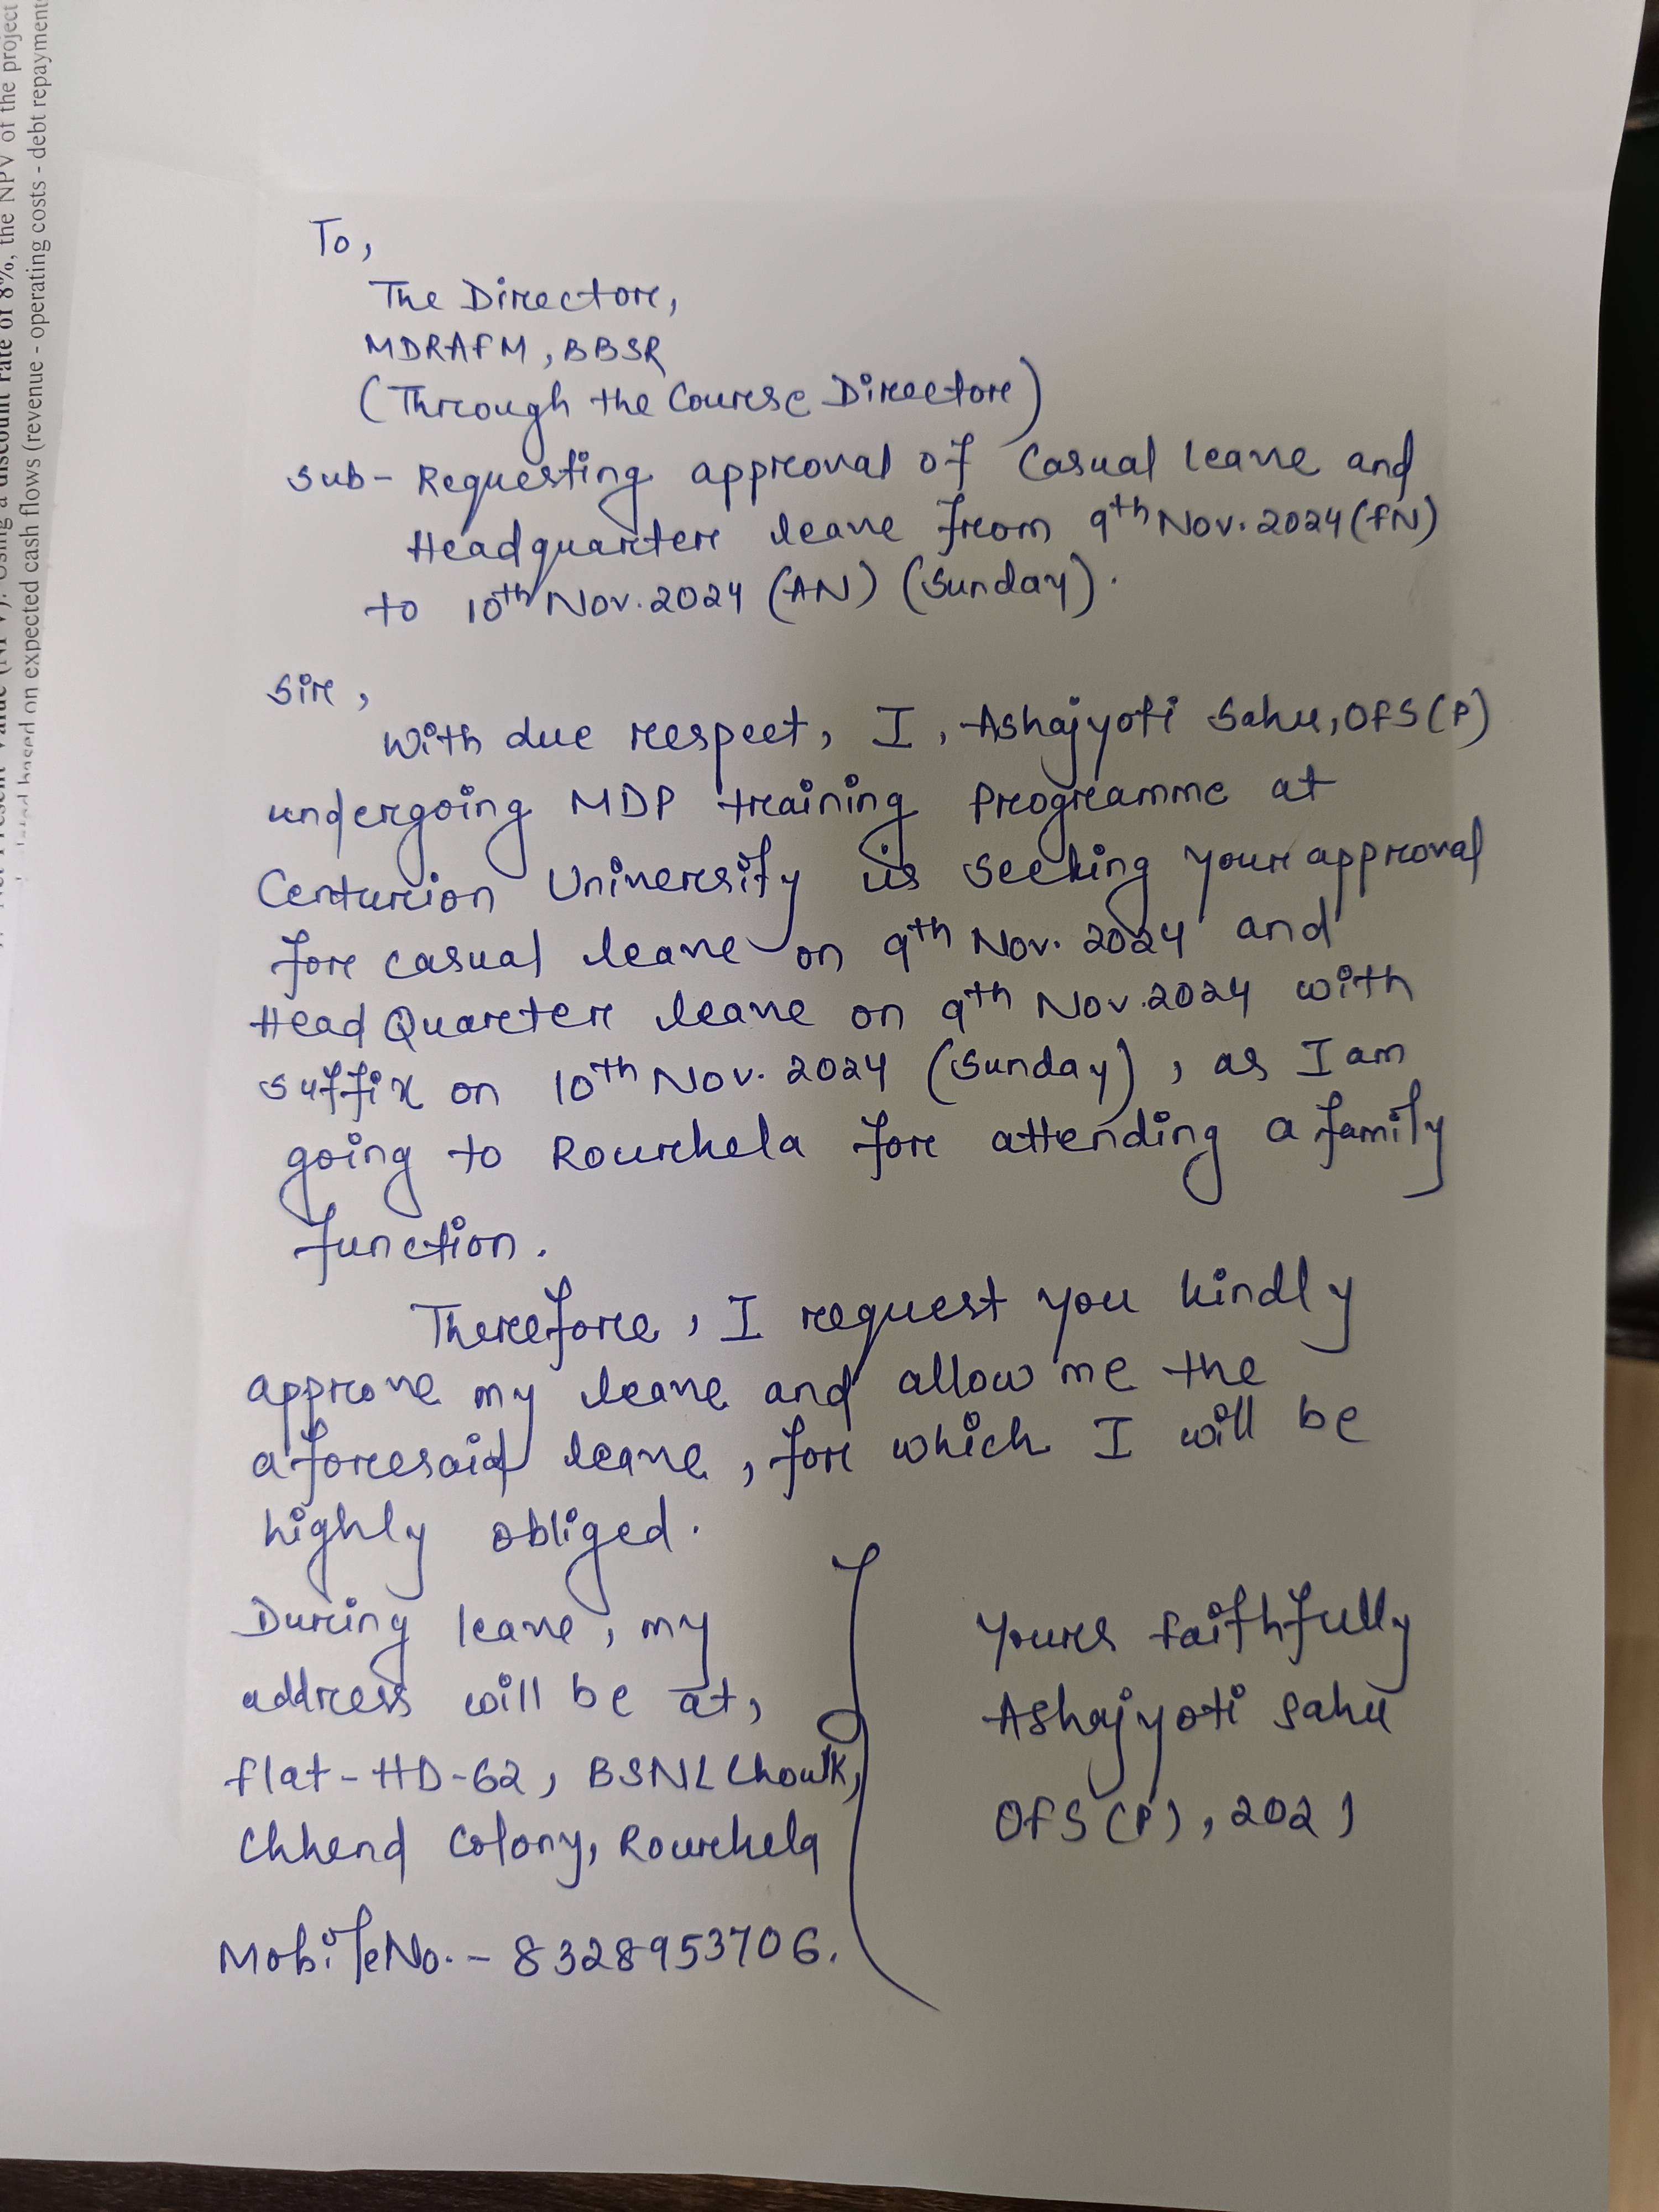 To,
The Director,
MDRAFM, BBSR
(Through the Course Director)
Sub- Requesting approval of Casual leave and
Headquarter leave from 9th Nov. 2024 (FN)
to 10th Nov. 2024 (AN) (Sunday).
Sir,
With due respect, I, Ashajyoti Sahu, OFS(P)
undergoing MDP training Programme at
Centurion University is seeking your approval
for casual leave on 9th Nov. 2024 and
Head Quarter leave on 9th Nov. 2024 with
suffix on 10th Nov. 2024 (Sunday), as I am
going to Rourkela for attending a family
function.
Therefore, I request you kindly
approve my leave and allow me the
aforesaid leave, for which I will be
highly obliged.
During leave, my
address will be at,
Flat-HD-62, BSNL Chowk,
Chhend Colony, Rourkela
Mobile No. - 8328953706.
Yours faithfully
Ashajyoti Sahu
OFS (P), 2021
the NPV of the project
based on expected cash flows (revenue - operating costs - debt repayment
Using a discount rate of 8%,